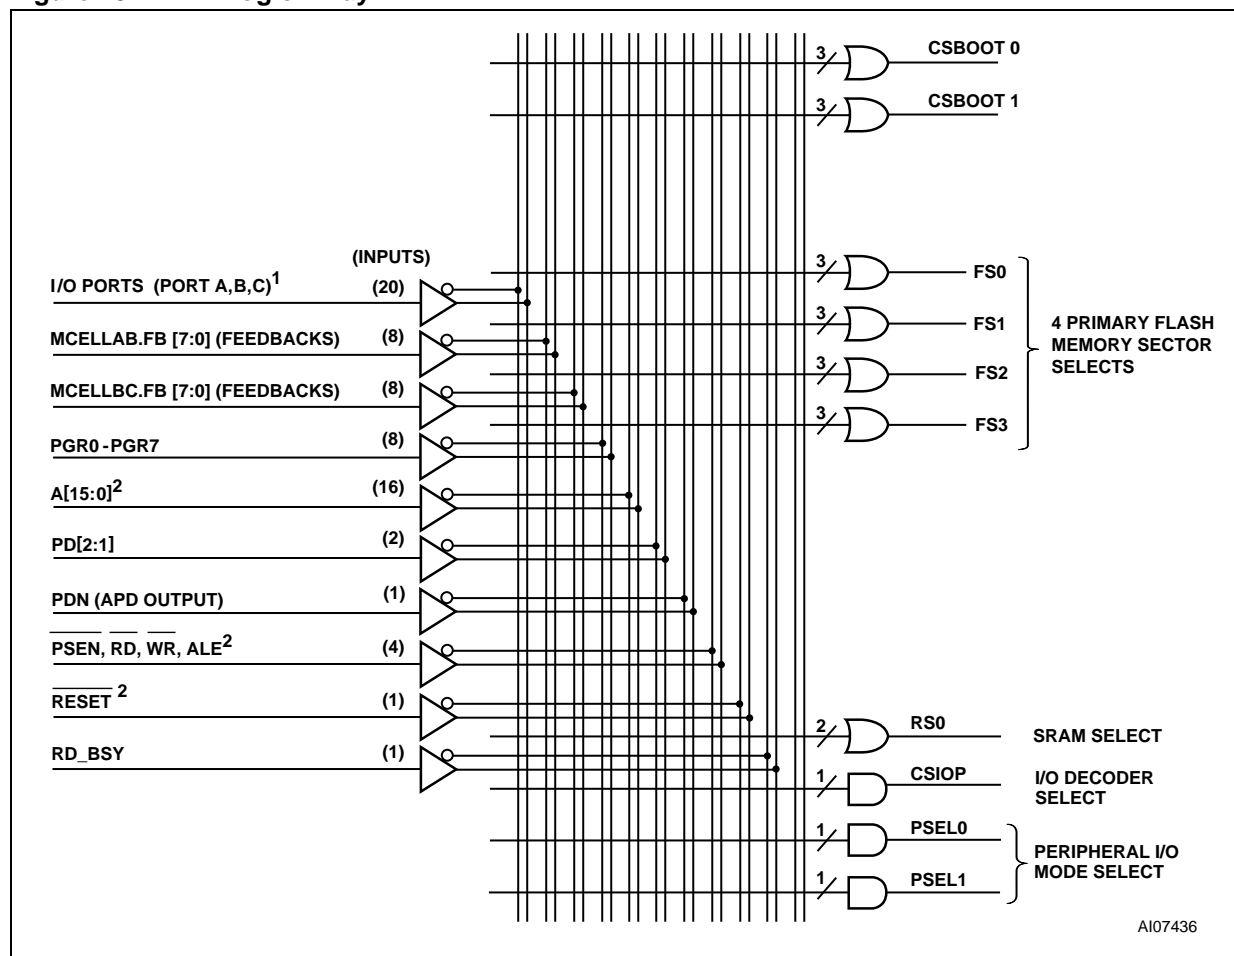 3 CSBOOT 0
3 CSBOOT 1
(INPUTS)
I/O PORTS (PORT A,B,C)1 (20)
MCELLAB.FB [7:0] (FEEDBACKS) (8)
MCELLBC.FB [7:0] (FEEDBACKS) (8)
PGR0 -PGR7 (8)
A[15:0]2 (16)
PD[2:1] (2)
PDN (APD OUTPUT) (1)
PSEN, RD, WR, ALE2 (4)
RESET 2 (1)
RD_BSY (1)
3 FS0
3 FS1
3 FS2
3 FS3
4 PRIMARY FLASH
MEMORY SECTOR
SELECTS
2 RS0 SRAM SELECT
1 CSIOP I/O DECODER
SELECT
1 PSEL0
1 PSEL1
PERIPHERAL I/O
MODE SELECT
AI07436